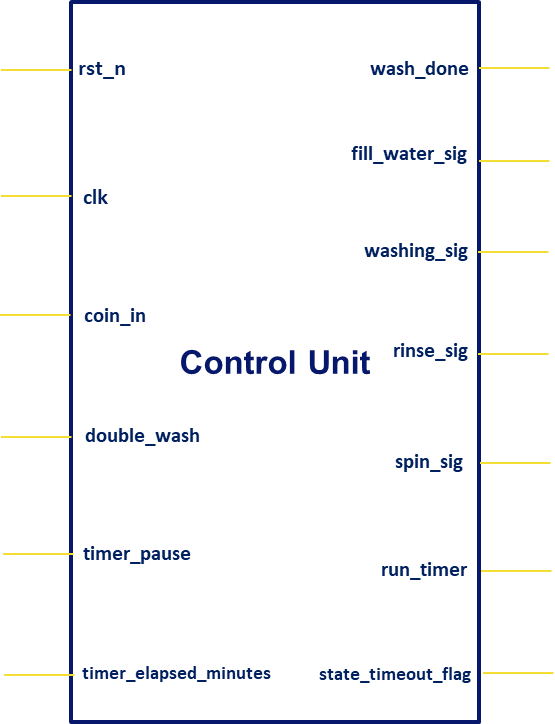 rst_n
wash_done
fill_water_sig
clk
washing_sig
coin_in
rinse_sig
Control Unit
double_wash
spin_sig
timer_pause
run_timer
timer_elapsed_minutes
state_timeout_flag